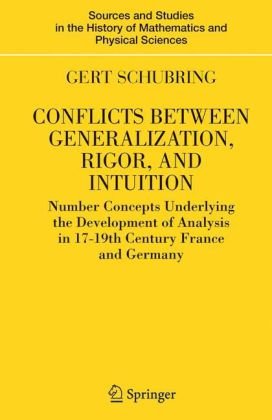 Sources and Studies
in the History of Mathematics and
Physical Sciences
GERT SCHUBRING
CONFLICTS BETWEEN
GENERALIZATION,
RIGOR, AND
INTUITION
Number Concepts Underlying
the Development of Analysis
in 17–19th Century France
and Germany
Springer